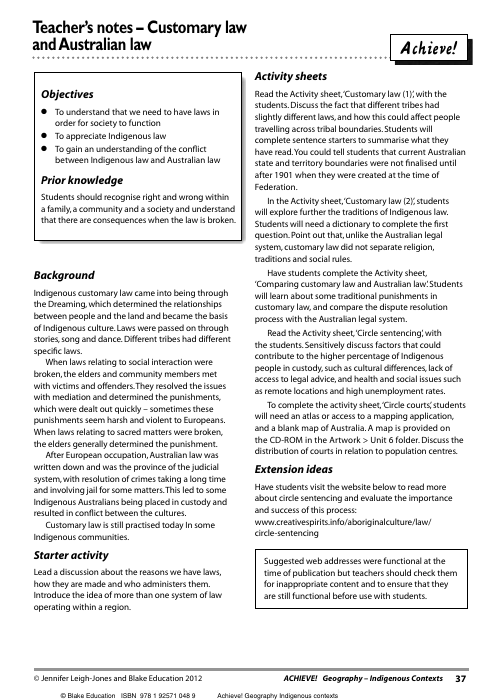 Teacher's notes – Customary law
and Australian law
Achieve!
Objectives
● To understand that we need to have laws in
order for society to function
● To appreciate Indigenous law
● To gain an understanding of the conflict
between Indigenous law and Australian law
Prior knowledge
Students should recognise right and wrong within
a family, a community and a society and understand
that there are consequences when the law is broken.
Background
Indigenous customary law came into being through
the Dreaming, which determined the relationships
between people and the land and became the basis
of Indigenous culture. Laws were passed on through
stories, song and dance. Different tribes had different
specific laws.
When laws relating to social interaction were
broken, the elders and community members met
with victims and offenders. They resolved the issues
with mediation and determined the punishments,
which were dealt out quickly – sometimes these
punishments seem harsh and violent to Europeans.
When laws relating to sacred matters were broken,
the elders generally determined the punishment.
After European occupation, Australian law was
written down and was the province of the judicial
system, with resolution of crimes taking a long time
and involving jail for some matters. This led to some
Indigenous Australians being placed in custody and
resulted in conflict between the cultures.
Customary law is still practised today In some
Indigenous communities.
Starter activity
Lead a discussion about the reasons we have laws,
how they are made and who administers them.
Introduce the idea of more than one system of law
operating within a region.
Activity sheets
Read the Activity sheet, 'Customary law (1)', with the
students. Discuss the fact that different tribes had
slightly different laws, and how this could affect people
travelling across tribal boundaries. Students will
complete sentence starters to summarise what they
have read. You could tell students that current Australian
state and territory boundaries were not finalised until
after 1901 when they were created at the time of
Federation.
In the Activity sheet, 'Customary law (2)', students
will explore further the traditions of Indigenous law.
Students will need a dictionary to complete the first
question. Point out that, unlike the Australian legal
system, customary law did not separate religion,
traditions and social rules.
Have students complete the Activity sheet,
'Comparing customary law and Australian law'. Students
will learn about some traditional punishments in
customary law, and compare the dispute resolution
process with the Australian legal system.
Read the Activity sheet, 'Circle sentencing', with
the students. Sensitively discuss factors that could
contribute to the higher percentage of Indigenous
people in custody, such as cultural differences, lack of
access to legal advice, and health and social issues such
as remote locations and high unemployment rates.
To complete the activity sheet, 'Circle courts', students
will need an atlas or access to a mapping application,
and a blank map of Australia. A map is provided on
the CD-ROM in the Artwork > Unit 6 folder. Discuss the
distribution of courts in relation to population centres.
Extension ideas
Have students visit the website below to read more
about circle sentencing and evaluate the importance
and success of this process:
www.creativespirits.info/aboriginalculture/law/
circle-sentencing
Suggested web addresses were functional at the
time of publication but teachers should check them
for inappropriate content and to ensure that they
are still functional before use with students.
© Jennifer Leigh-Jones and Blake Education 2012
ACHIEVE! Geography – Indigenous Contexts 37
© Blake Education ISBN 978 1 92571 048 9 Achieve! Geography Indigenous contexts